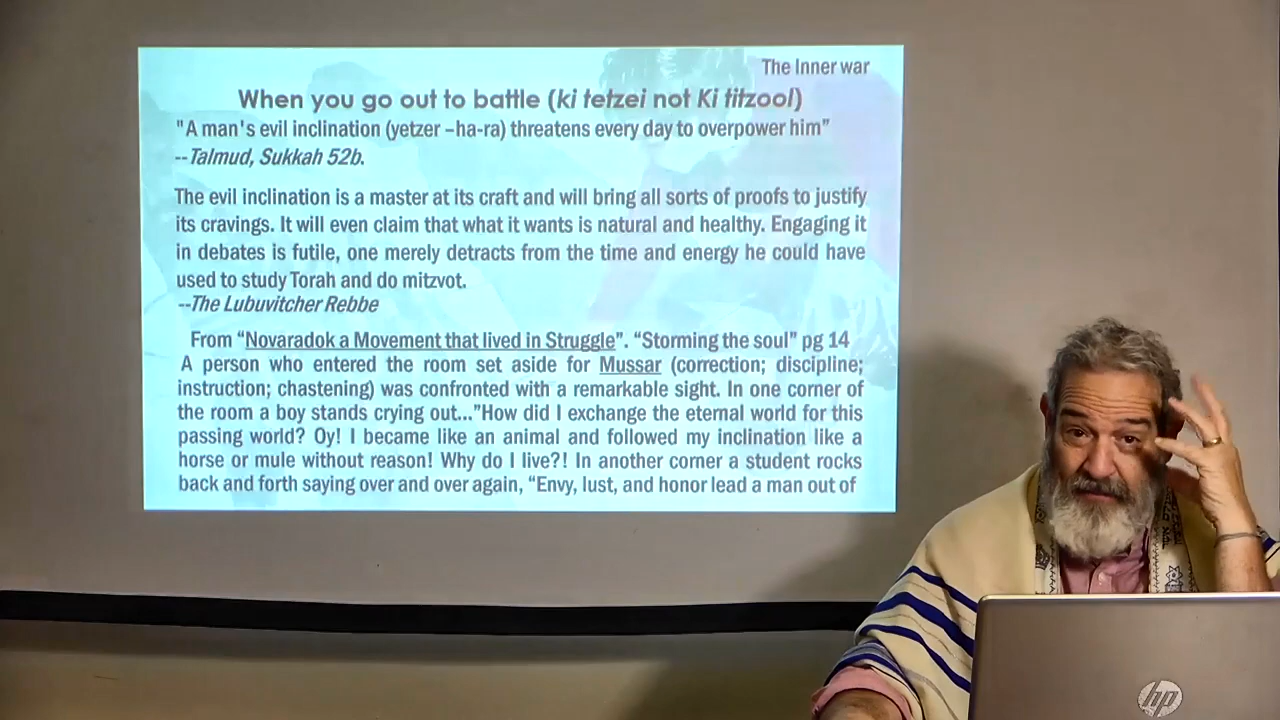 The Inner war
When you go out to battle (ki tetzei not Ki titzool)
"A man's evil inclination (yetzer –ha-ra) threatens every day to overpower him”
--Talmud, Sukkah 52b.
The evil inclination is a master at its craft and will bring all sorts of proofs to justify
its cravings. It will even claim that what it wants is natural and healthy. Engaging it
in debates is futile, one merely detracts from the time and energy he could have
used to study Torah and do mitzvot.
--The Lubuvitcher Rebbe
From “Novaradok a Movement that lived in Struggle”. “Storming the soul” pg 14
A person who entered the room set aside for Mussar (correction; discipline;
instruction; chastening) was confronted with a remarkable sight. In one corner of
the room a boy stands crying out...”How did I exchange the eternal world for this
passing world? Oy! I became like an animal and followed my inclination like a
horse or mule without reason! Why do I live?! In another corner a student rocks
back and forth saying over and over again, “Envy, lust, and honor lead a man out of
hp